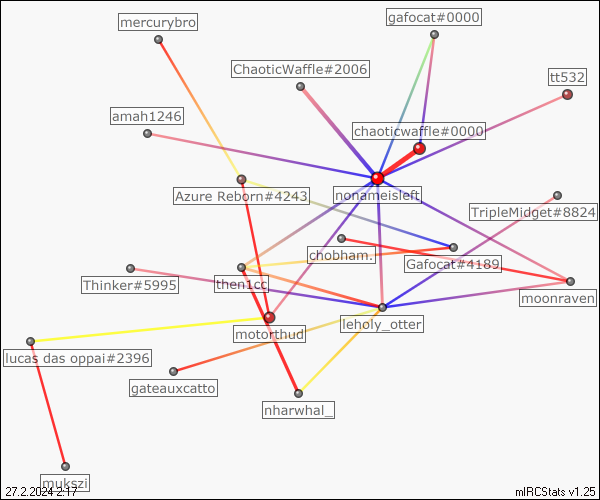 mercurybro
gafocat#0000
ChaoticWaffle#2006
tt532
amah1246
chaoticwaffle#0000
Azure Reborn#4243
nonameisleft
TripleMidget#8824
chobham.
Gafocat#4189
Thinker#5995
then1cc
moonraven
motorthud
leholy_otter
lucas das oppai#2396
gateauxcatto
nharwhal_
mukszi
27.2.2024 2:17
mIRCStats v1.25